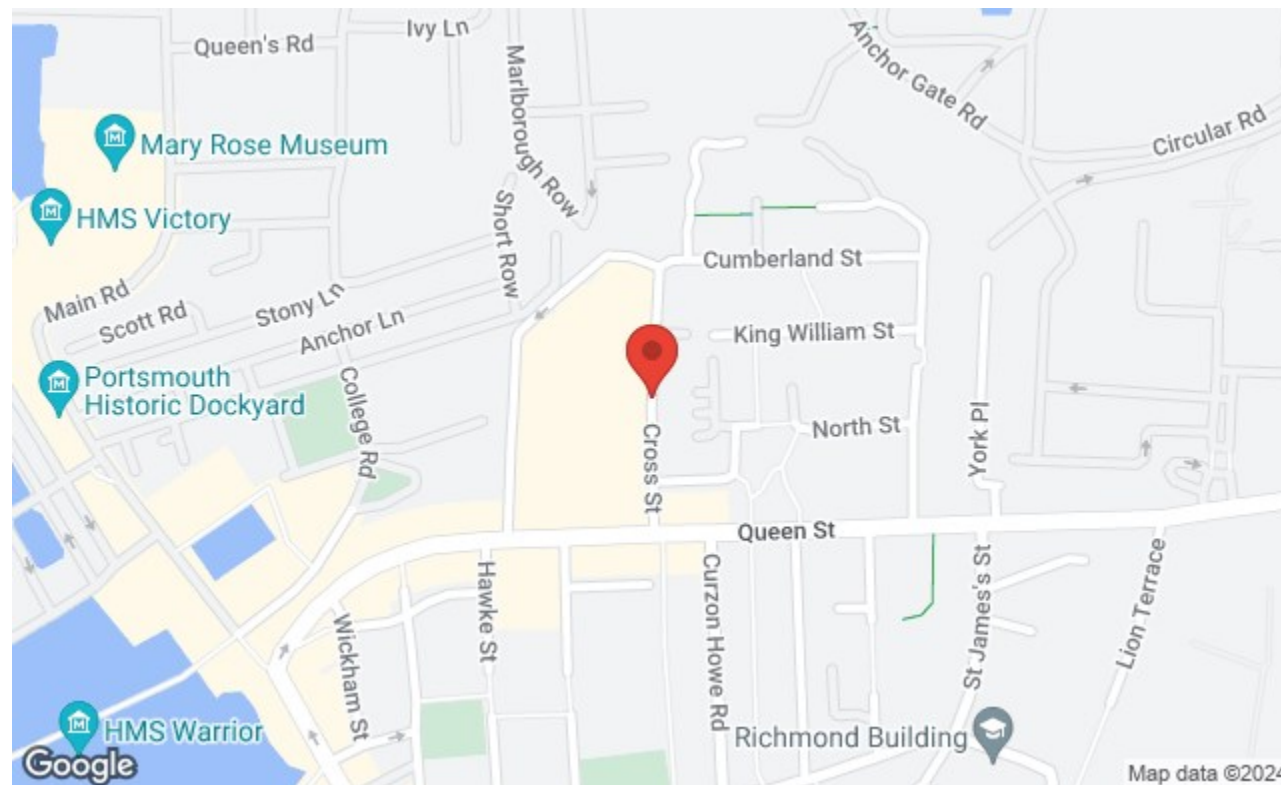 Ivy Ln
Queen's Rd
Marlborough Row
Anchor Gate Rd
Circular Rd
Mary Rose Museum
HMS Victory
Short Row
Cumberland St
Main Rd
Scott Rd
Stony Ln
Anchor Ln
King William St
Portsmouth
Historic Dockyard
College Rd
Cross St
North St
York Pl
Queen St
Hawke St
Wickham St
Curzon Howe Rd
St James's St
Lion Terrace
HMS Warrior
Richmond Building
Google
Map data ©2024